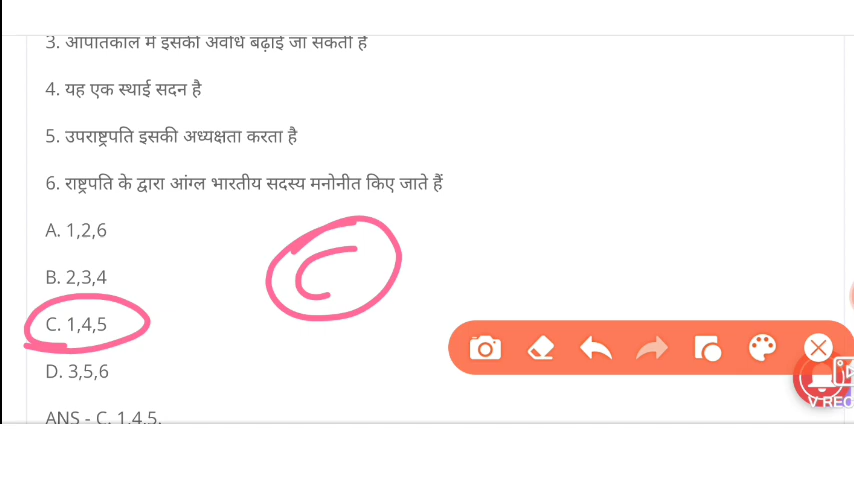 3. आपातकाल में इसकी अवधि बढ़ाई जा सकती है
4. यह एक स्थाई सदन है
5. उपराष्ट्रपति इसकी अध्यक्षता करता है
6. राष्ट्रपति के द्वारा आंग्ल भारतीय सदस्य मनोनीत किए जाते हैं
A. 1,2,6
B. 2,3,4
C
C. 1,4,5
D. 3,5,6
V REC
ANS - C. 1,4,5.